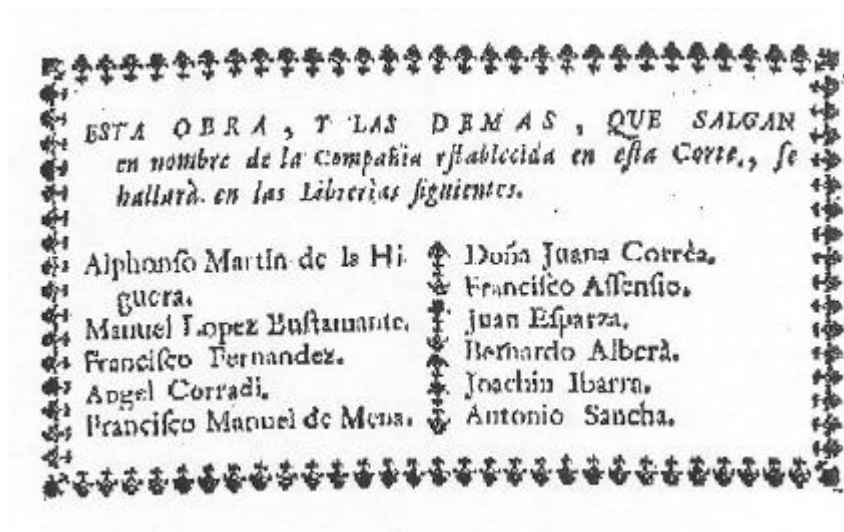 ESTA OBRA, Y LAS DEMAS, QUE SALGAN
en nombre de la Compañia establecida en esta Corte, se
hallarà en las Librerìas siguientes.
Alphonso Martin de la Hi-
guera.
Manuel Lopez Bustamante.
Francisco Fernandez.
Angel Corradi.
Francisco Manuel de Mena.
Doña Juana Corrèa.
Francisco Assensio.
Juan Esparza.
Bernardo Alberà.
Joachin Ibarra.
Antonio Sancha.